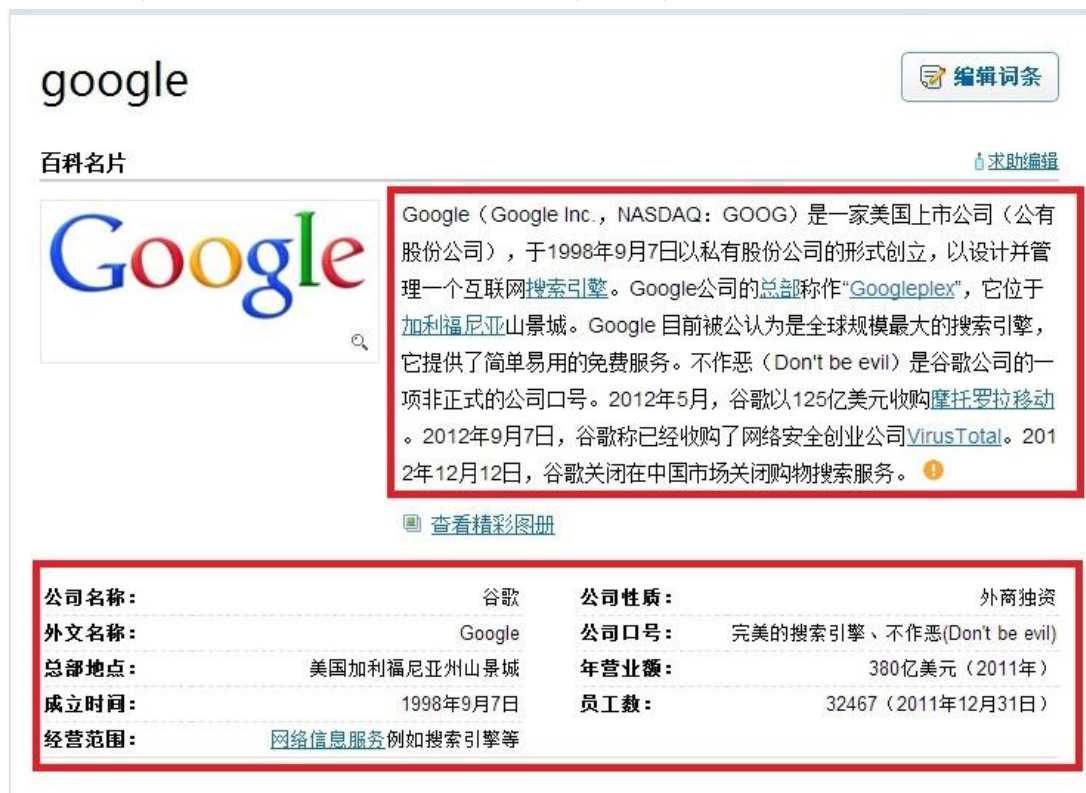 google
编辑词条
百科名片
求助编辑
Google
Google（Google Inc.，NASDAQ：GOOG）是一家美国上市公司（公有
股份公司），于1998年9月7日以私有股份公司的形式创立，以设计并管
理一个互联网搜索引擎。Google公司的总部称作“Googleplex”，它位于
加利福尼亚山景城。Google 目前被公认为是全球规模最大的搜索引擎，
它提供了简单易用的免费服务。不作恶（Don't be evil）是谷歌公司的一
项非正式的公司口号。2012年5月，谷歌以125亿美元收购摩托罗拉移动
。2012年9月7日，谷歌称已经收购了网络安全创业公司VirusTotal。201
2年12月12日，谷歌关闭在中国市场关闭购物搜索服务。
查看精彩图册
公司名称： 谷歌 公司性质： 外商独资
外文名称： Google 公司口号： 完美的搜索引擎、不作恶(Don't be evil)
总部地点： 美国加利福尼亚州山景城 年营业额： 380亿美元（2011年）
成立时间： 1998年9月7日 员工数： 32467（2011年12月31日）
经营范围： 网络信息服务例如搜索引擎等